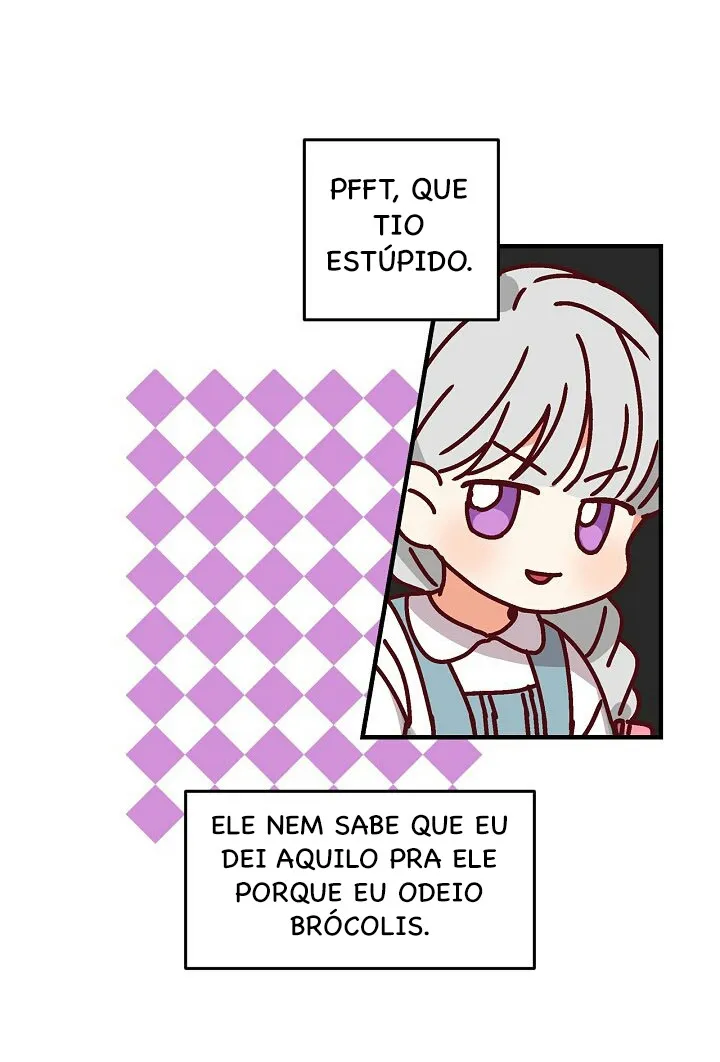 PFFT, QUE
TIO
ESTÚPIDO.
ELE NEM SABE QUE EU
DEI AQUILO PRA ELE
PORQUE EU ODEIO
BRÓCOLIS.